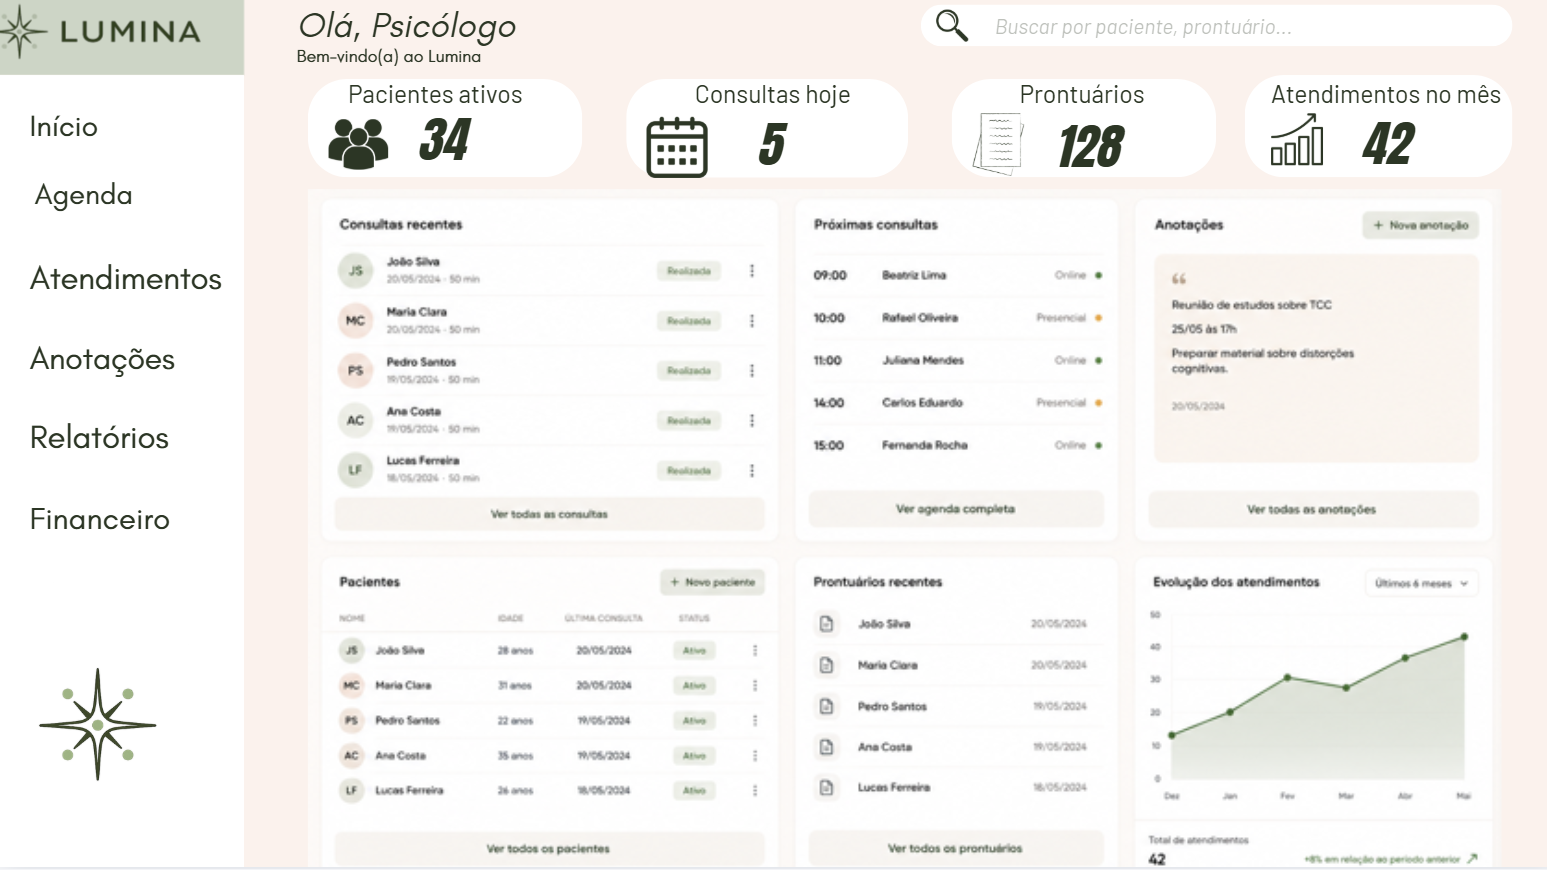 LUMINA
Início
Agenda
Atendimentos
Anotações
Relatórios
Financeiro
Olá, Psicólogo
Bem-vindo(a) ao Lumina
Buscar por paciente, prontuário...
Pacientes ativos
34
Consultas hoje
5
Prontuários
128
Atendimentos no mês
42
Consultas recentes
JS João Silva Realizada
20/05/2024 · 50 min
MC Maria Clara Realizada
20/05/2024 · 50 min
PS Pedro Santos Realizada
19/05/2024 · 50 min
AC Ana Costa Realizada
19/05/2024 · 50 min
LF Lucas Ferreira Realizada
18/05/2024 · 50 min
Ver todas as consultas
Próximas consultas
09:00 Beatriz Lima Online
10:00 Rafael Oliveira Presencial
11:00 Juliana Mendes Online
14:00 Carlos Eduardo Presencial
15:00 Fernanda Rocha Online
Ver agenda completa
Anotações + Nova anotação
“
Reunião de estudos sobre TCC
25/05 às 17h
Preparar material sobre distorções
cognitivas.
20/05/2024
Ver todas as anotações
Pacientes + Novo paciente
NOME IDADE ÚLTIMA CONSULTA STATUS
JS João Silva 28 anos 20/05/2024 Ativo
MC Maria Clara 31 anos 20/05/2024 Ativo
PS Pedro Santos 22 anos 19/05/2024 Ativo
AC Ana Costa 35 anos 19/05/2024 Ativo
LF Lucas Ferreira 26 anos 18/05/2024 Ativo
Ver todos os pacientes
Prontuários recentes
João Silva 20/05/2024
Maria Clara 20/05/2024
Pedro Santos 19/05/2024
Ana Costa 19/05/2024
Lucas Ferreira 18/05/2024
Ver todos os prontuários
Evolução dos atendimentos Últimos 6 meses
50
40
30
20
10
0
Dez Jan Fev Mar Abr Mai
Total de atendimentos
42 +8% em relação ao período anterior